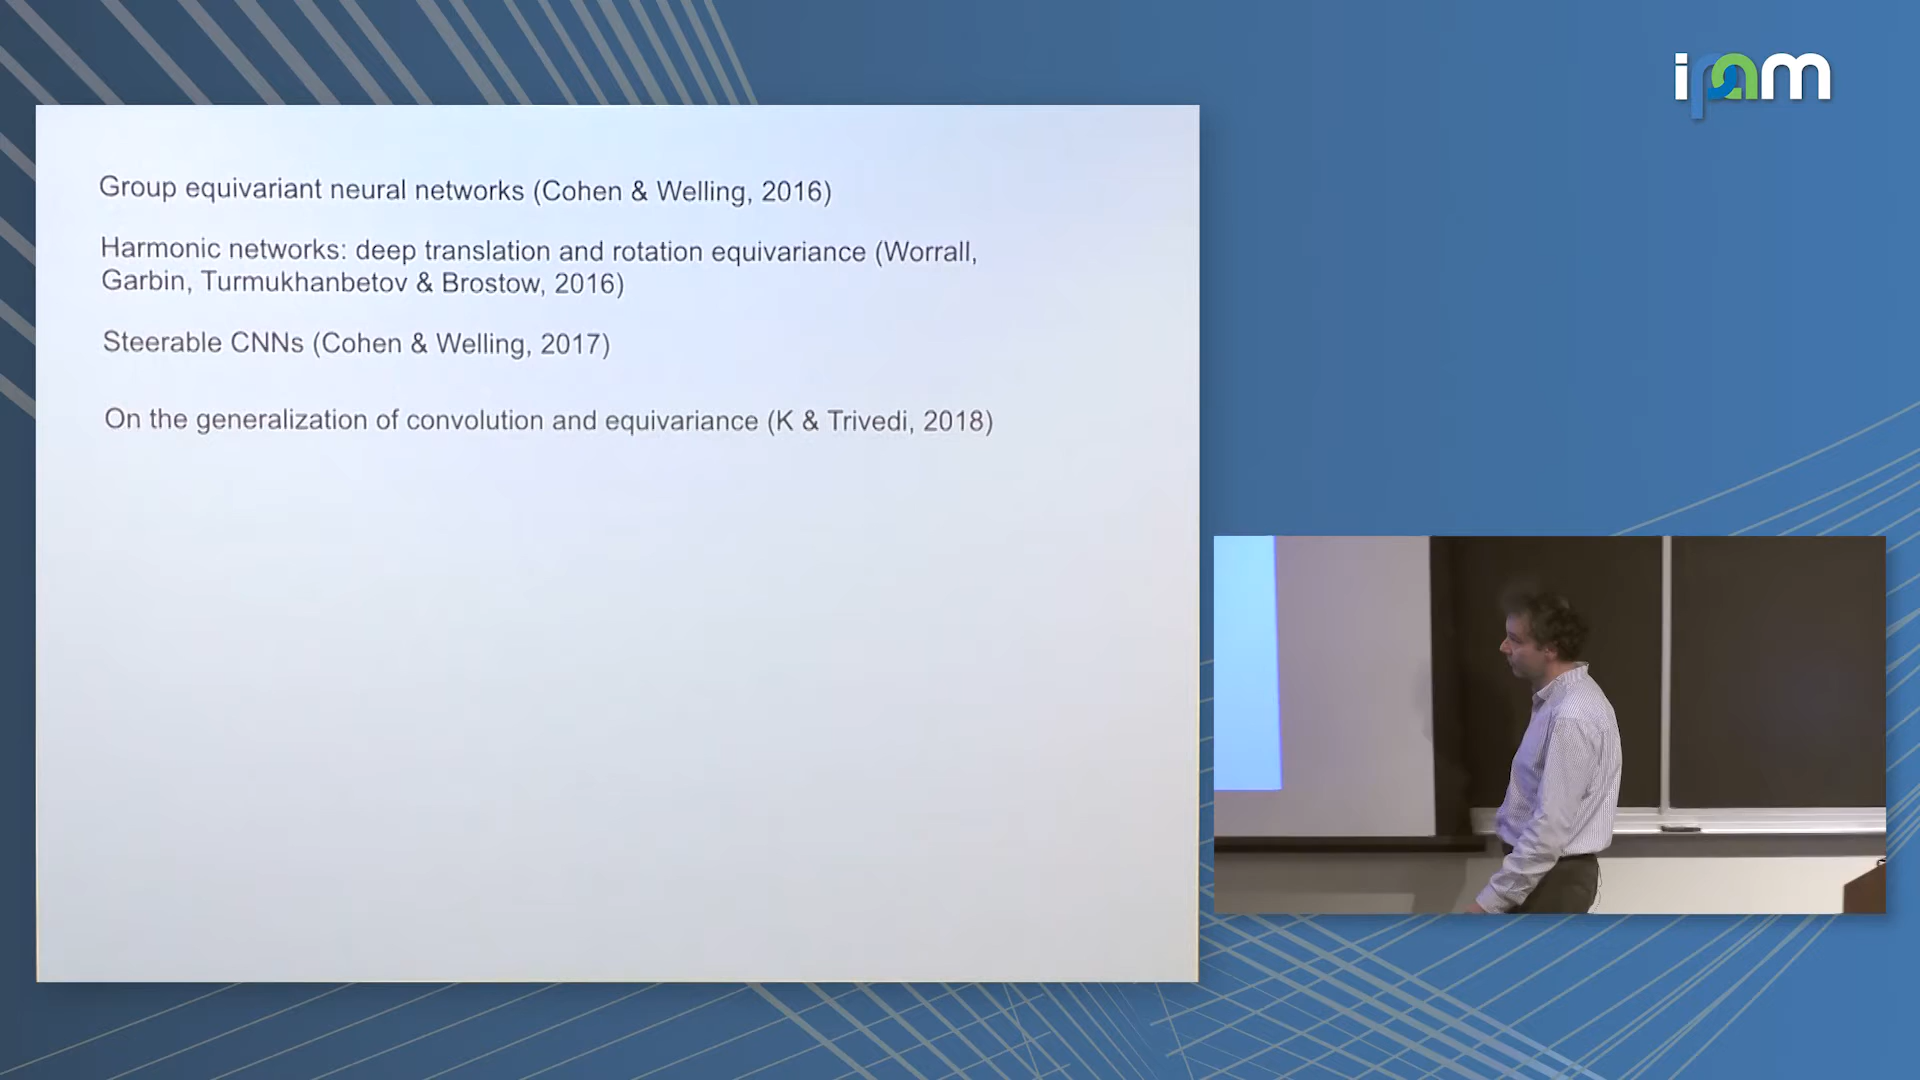 ipam
Group equivariant neural networks (Cohen & Welling, 2016)
Harmonic networks: deep translation and rotation equivariance (Worrall,
Garbin, Turmukhanbetov & Brostow, 2016)
Steerable CNNs (Cohen & Welling, 2017)
On the generalization of convolution and equivariance (K & Trivedi, 2018)